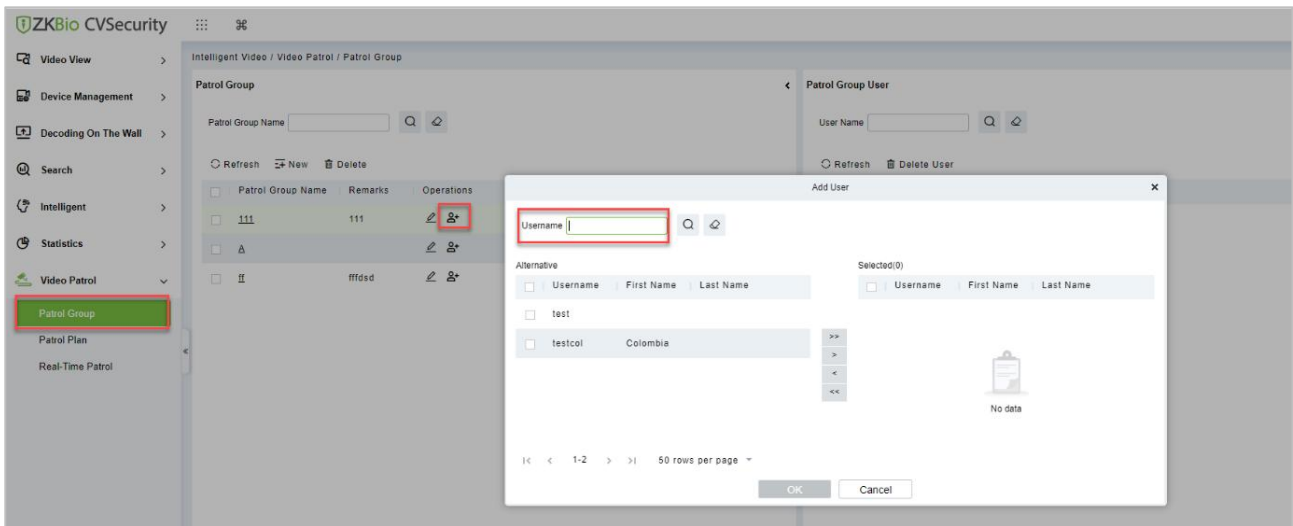 ZKBio CVSecurity
Video View
Device Management
Decoding On The Wall
Search
Intelligent
Statistics
Video Patrol
Patrol Group
Patrol Plan
Real-Time Patrol
Intelligent Video / Video Patrol / Patrol Group
Patrol Group
Patrol Group Name
Refresh New Delete
Patrol Group Name Remarks Operations
111 111
A
ff fffdsd
Patrol Group User
User Name
Refresh Delete User
Add User
Username
Alternative
Username First Name Last Name
test
testcol Colombia
>>
>
<
<<
Selected(0)
Username First Name Last Name
No data
|< < 1-2 > >| 50 rows per page
OK Cancel